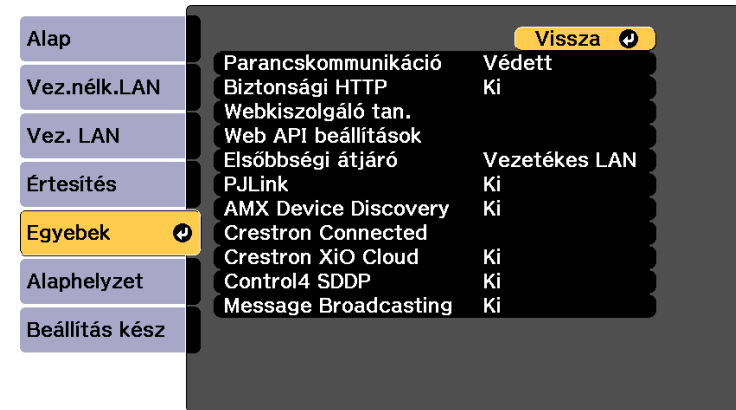 Alap
Vez.nélk.LAN
Vez. LAN
Értesítés
Egyebek
Alaphelyzet
Beállítás kész
Vissza
Parancskommunikáció Védett
Biztonsági HTTP Ki
Webkiszolgáló tan.
Web API beállítások
Elsőbbségi átjáró Vezetékes LAN
PJLink Ki
AMX Device Discovery Ki
Crestron Connected
Crestron XiO Cloud Ki
Control4 SDDP Ki
Message Broadcasting Ki